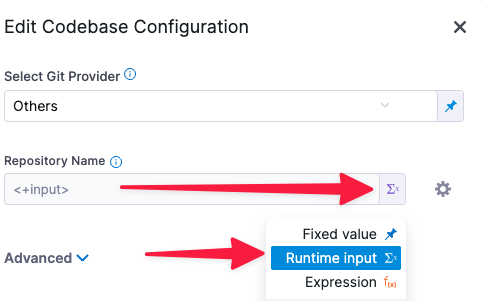 Edit Codebase Configuration
Select Git Provider
Others
Repository Name
<+input>
Fixed value
Advanced
Runtime input
Expression